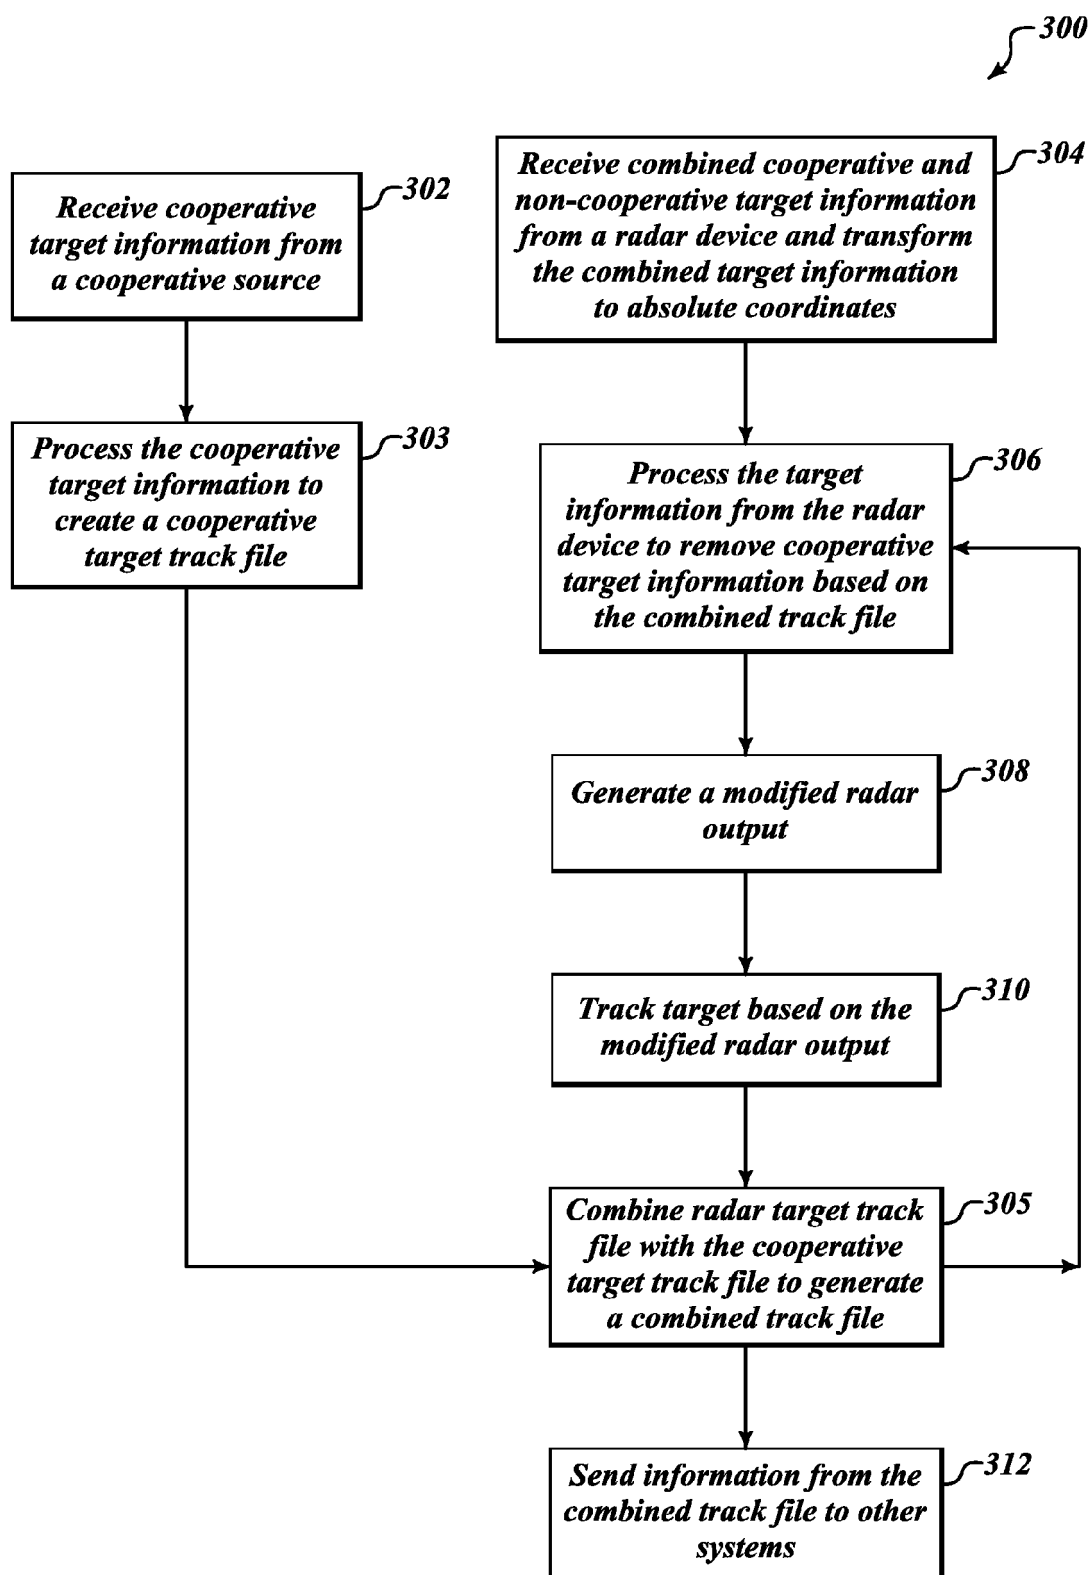 300
302
Receive cooperative
target information from
a cooperative source
304
Receive combined cooperative and
non-cooperative target information
from a radar device and transform
the combined target information
to absolute coordinates
303
Process the cooperative
target information to
create a cooperative
target track file
306
Process the target
information from the radar
device to remove cooperative
target information based on
the combined track file
308
Generate a modified radar
output
310
Track target based on the
modified radar output
305
Combine radar target track
file with the cooperative
target track file to generate
a combined track file
312
Send information from the
combined track file to other
systems